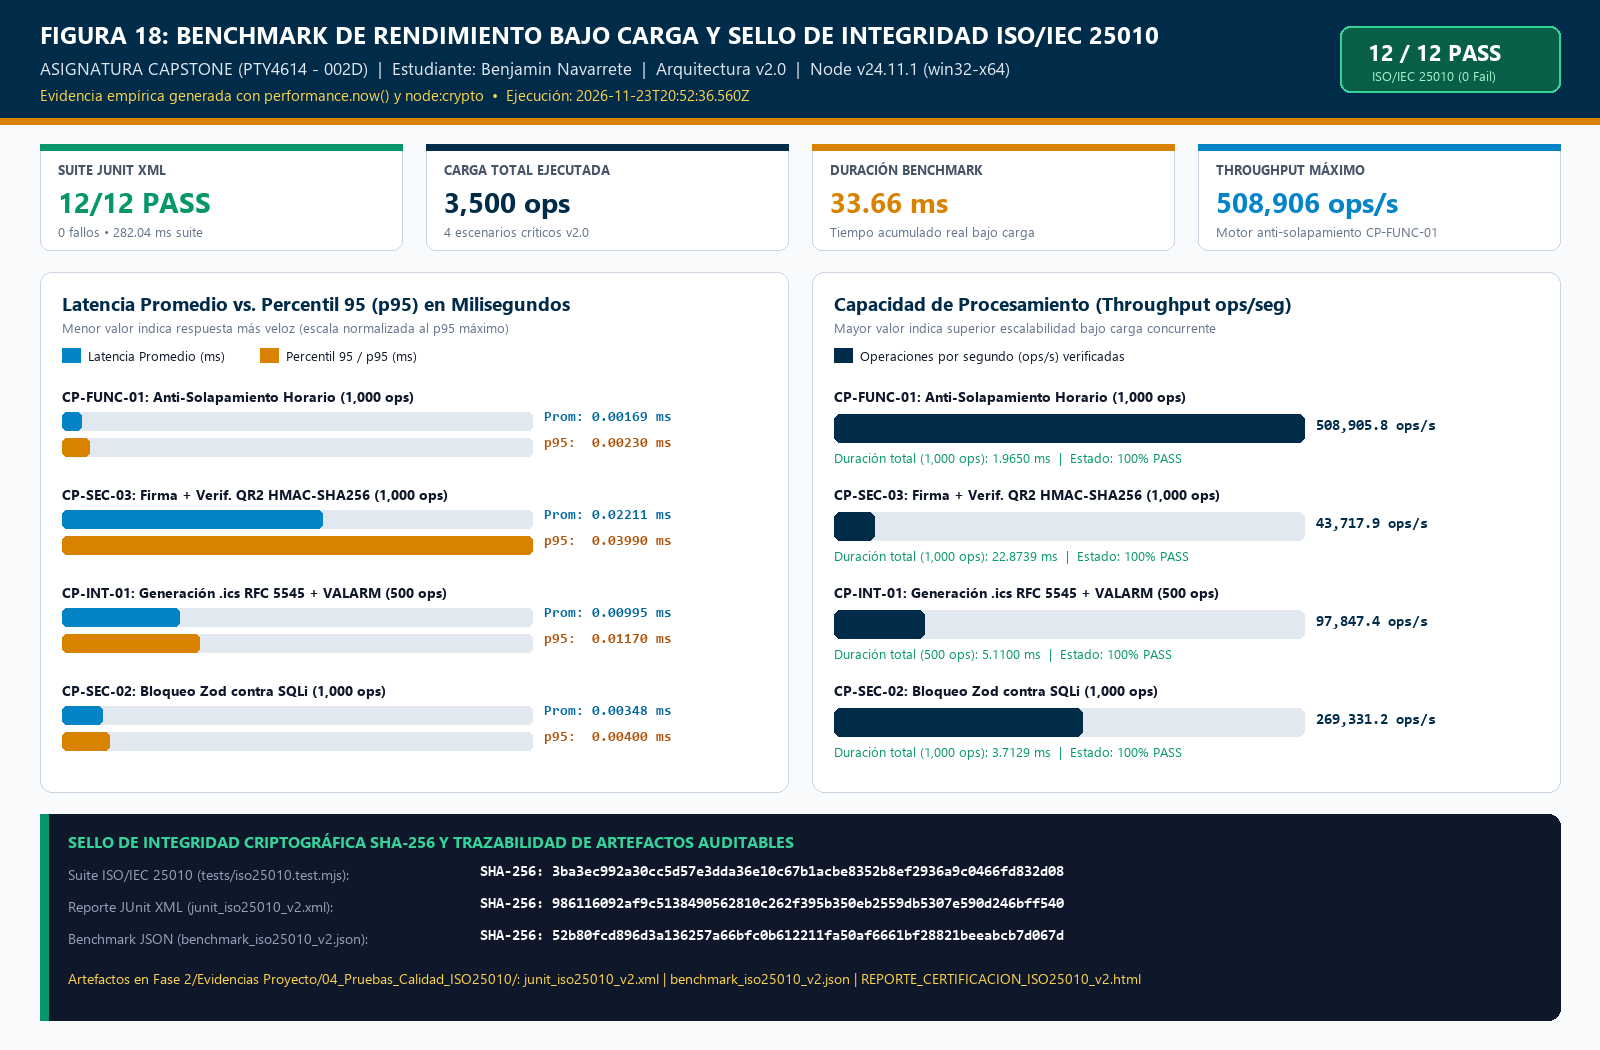 FIGURA 18: BENCHMARK DE RENDIMIENTO BAJO CARGA Y SELLO DE INTEGRIDAD ISO/IEC 25010
ASIGNATURA CAPSTONE (PTY4614 - 002D) | Estudiante: Benjamin Navarrete | Arquitectura v2.0 | Node v24.11.1 (win32-x64)
Evidencia empírica generada con performance.now() y node:crypto • Ejecución: 2026-11-23T20:52:36.560Z
12 / 12 PASS
ISO/IEC 25010 (0 Fail)
SUITE JUNIT XML
12/12 PASS
0 fallos • 282.04 ms suite
CARGA TOTAL EJECUTADA
3,500 ops
4 escenarios críticos v2.0
DURACIÓN BENCHMARK
33.66 ms
Tiempo acumulado real bajo carga
THROUGHPUT MÁXIMO
508,906 ops/s
Motor anti-solapamiento CP-FUNC-01
Latencia Promedio vs. Percentil 95 (p95) en Milisegundos
Menor valor indica respuesta más veloz (escala normalizada al p95 máximo)
Latencia Promedio (ms)
Percentil 95 / p95 (ms)
CP-FUNC-01: Anti-Solapamiento Horario (1,000 ops)
Prom: 0.00169 ms
p95: 0.00230 ms
CP-SEC-03: Firma + Verif. QR2 HMAC-SHA256 (1,000 ops)
Prom: 0.02211 ms
p95: 0.03990 ms
CP-INT-01: Generación .ics RFC 5545 + VALARM (500 ops)
Prom: 0.00995 ms
p95: 0.01170 ms
CP-SEC-02: Bloqueo Zod contra SQLi (1,000 ops)
Prom: 0.00348 ms
p95: 0.00400 ms
Capacidad de Procesamiento (Throughput ops/seg)
Mayor valor indica superior escalabilidad bajo carga concurrente
Operaciones por segundo (ops/s) verificadas
CP-FUNC-01: Anti-Solapamiento Horario (1,000 ops)
508,905.8 ops/s
Duración total (1,000 ops): 1.9650 ms | Estado: 100% PASS
CP-SEC-03: Firma + Verif. QR2 HMAC-SHA256 (1,000 ops)
43,717.9 ops/s
Duración total (1,000 ops): 22.8739 ms | Estado: 100% PASS
CP-INT-01: Generación .ics RFC 5545 + VALARM (500 ops)
97,847.4 ops/s
Duración total (500 ops): 5.1100 ms | Estado: 100% PASS
CP-SEC-02: Bloqueo Zod contra SQLi (1,000 ops)
269,331.2 ops/s
Duración total (1,000 ops): 3.7129 ms | Estado: 100% PASS
SELLO DE INTEGRIDAD CRIPTOGRÁFICA SHA-256 Y TRAZABILIDAD DE ARTEFACTOS AUDITABLES
Suite ISO/IEC 25010 (tests/iso25010.test.mjs): SHA-256: 3ba3ec992a30cc5d57e3dda36e10c67b1acbe8352b8ef2936a9c0466fd832d08
Reporte JUnit XML (junit_iso25010_v2.xml): SHA-256: 986116092af9c5138490562810c262f395b350eb2559db5307e590d246bff540
Benchmark JSON (benchmark_iso25010_v2.json): SHA-256: 52b80fcd896d3a136257a66bfc0b612211fa50af6661bf28821beeabcb7d067d
Artefactos en Fase 2/Evidencias Proyecto/04_Pruebas_Calidad_ISO25010/: junit_iso25010_v2.xml | benchmark_iso25010_v2.json | REPORTE_CERTIFICACION_ISO25010_v2.html